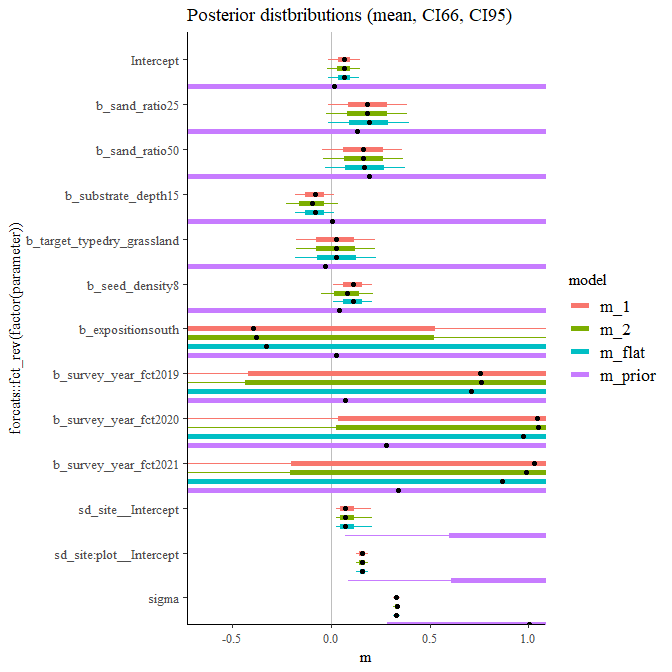 Posterior distbributions (mean, CI66, CI95)
forcats::fct_rev(factor(parameter))
Intercept
b_sand_ratio25
b_sand_ratio50
b_substrate_depth15
b_target_typedry_grassland
b_seed_density8
b_expositionsouth
b_survey_year_fct2019
b_survey_year_fct2020
b_survey_year_fct2021
sd_site__Intercept
sd_site:plot__Intercept
sigma
-0.5 0.0 0.5 1.0
m
model
m_1
m_2
m_flat
m_prior